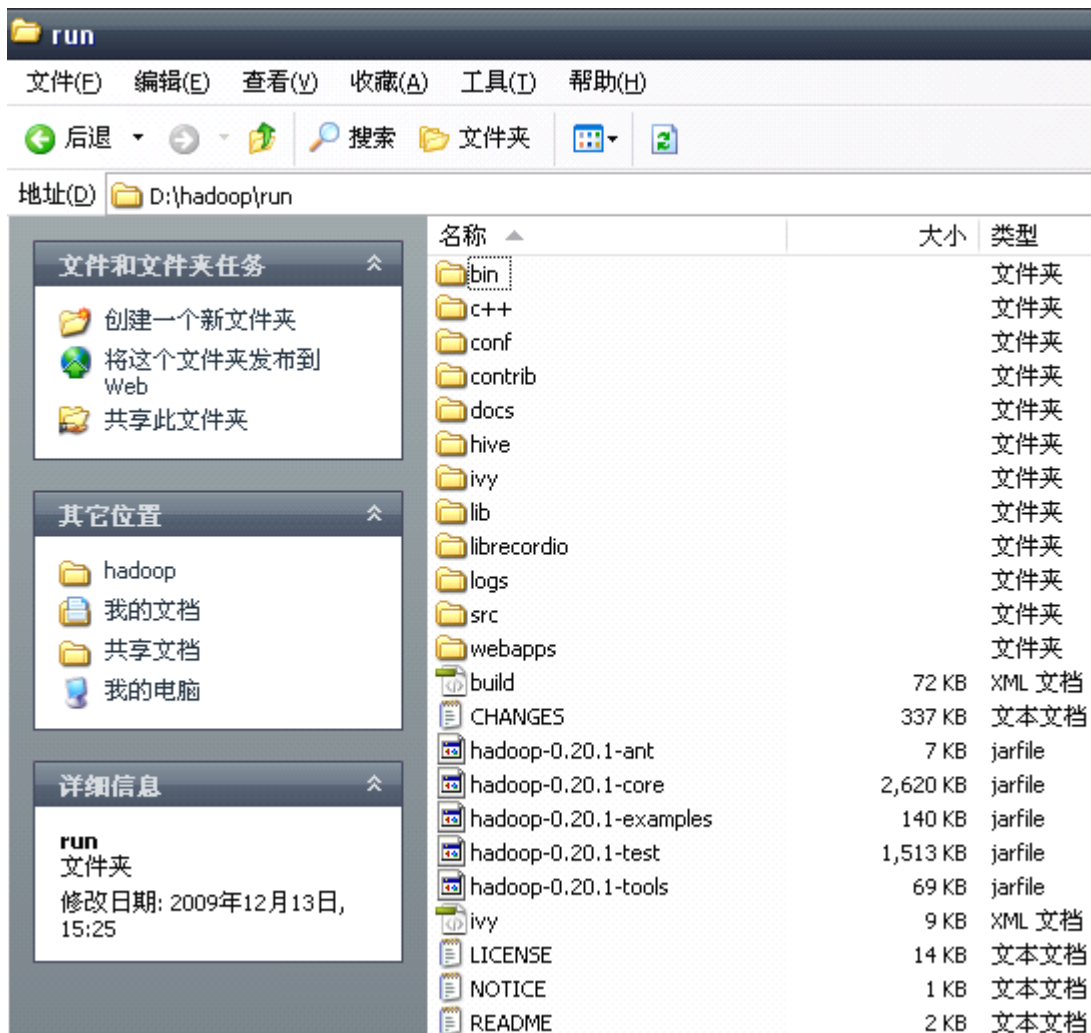 run
文件(F) 编辑(E) 查看(V) 收藏(A) 工具(T) 帮助(H)
后退 搜索 文件夹
地址(D) D:\hadoop\run
文件和文件夹任务
创建一个新文件夹
将这个文件夹发布到
Web
共享此文件夹
其它位置
hadoop
我的文档
共享文档
我的电脑
详细信息
run
文件夹
修改日期: 2009年12月13日,
15:25
名称 大小 类型
bin 文件夹
c++ 文件夹
conf 文件夹
contrib 文件夹
docs 文件夹
hive 文件夹
ivy 文件夹
lib 文件夹
librecordio 文件夹
logs 文件夹
src 文件夹
webapps 文件夹
build 72 KB XML 文档
CHANGES 337 KB 文本文档
hadoop-0.20.1-ant 7 KB jarfile
hadoop-0.20.1-core 2,620 KB jarfile
hadoop-0.20.1-examples 140 KB jarfile
hadoop-0.20.1-test 1,513 KB jarfile
hadoop-0.20.1-tools 69 KB jarfile
ivy 9 KB XML 文档
LICENSE 14 KB 文本文档
NOTICE 1 KB 文本文档
README 2 KB 文本文档